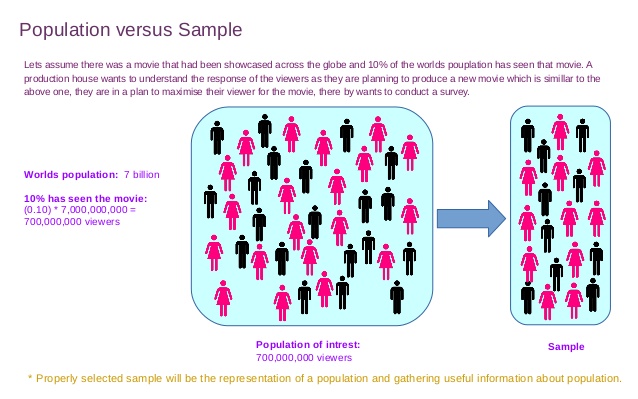 Population versus Sample
Lets assume there was a movie that had been showcased across the globe and 10% of the worlds pouplation has seen that movie. A
production house wants to understand the response of the viewers as they are planning to produce a new movie which is simillar to the
above one, they are in a plan to maximise their viewer for the movie, there by wants to conduct a survey.
Worlds population: 7 billion
10% has seen the movie:
(0.10) * 7,000,000,000 =
700,000,000 viewers
Population of intrest:
700,000,000 viewers
Sample
* Properly selected sample will be the representation of a population and gathering useful information about population.